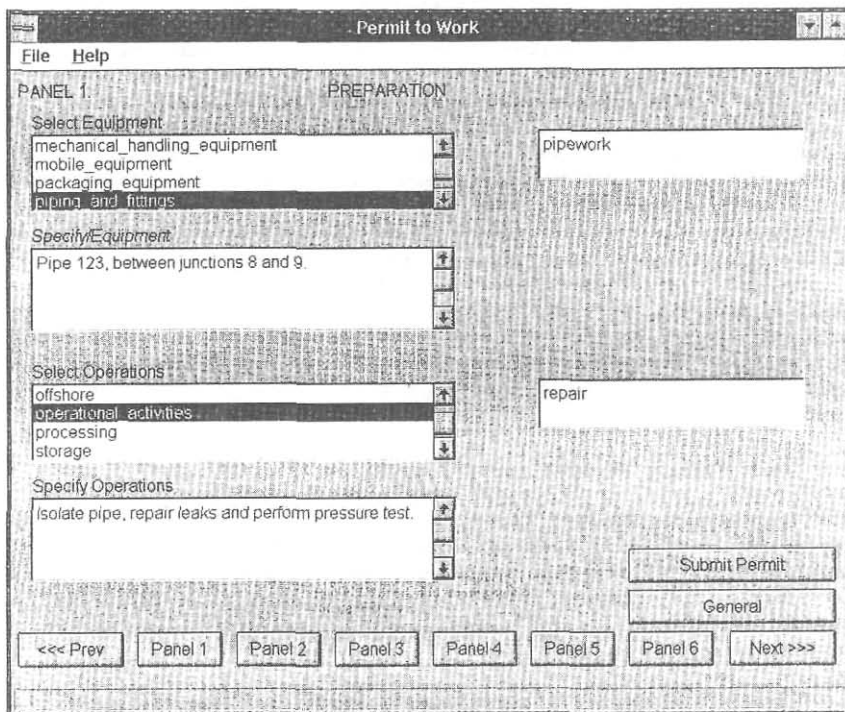 Permit to Work
File Help
PANEL 1. PREPARATION
Select Equipment
mechanical_handling_equipment
mobile_equipment
packaging_equipment
piping_and_fittings
pipework
Specify/Equipment
Pipe 123, between junctions 8 and 9.
Select Operations
offshore
operational_activities
processing
storage
repair
Specify Operations
Isolate pipe, repair leaks and perform pressure test.
Submit Permit
General
<<< Prev Panel 1 Panel 2 Panel 3 Panel 4 Panel 5 Panel 6 Next >>>